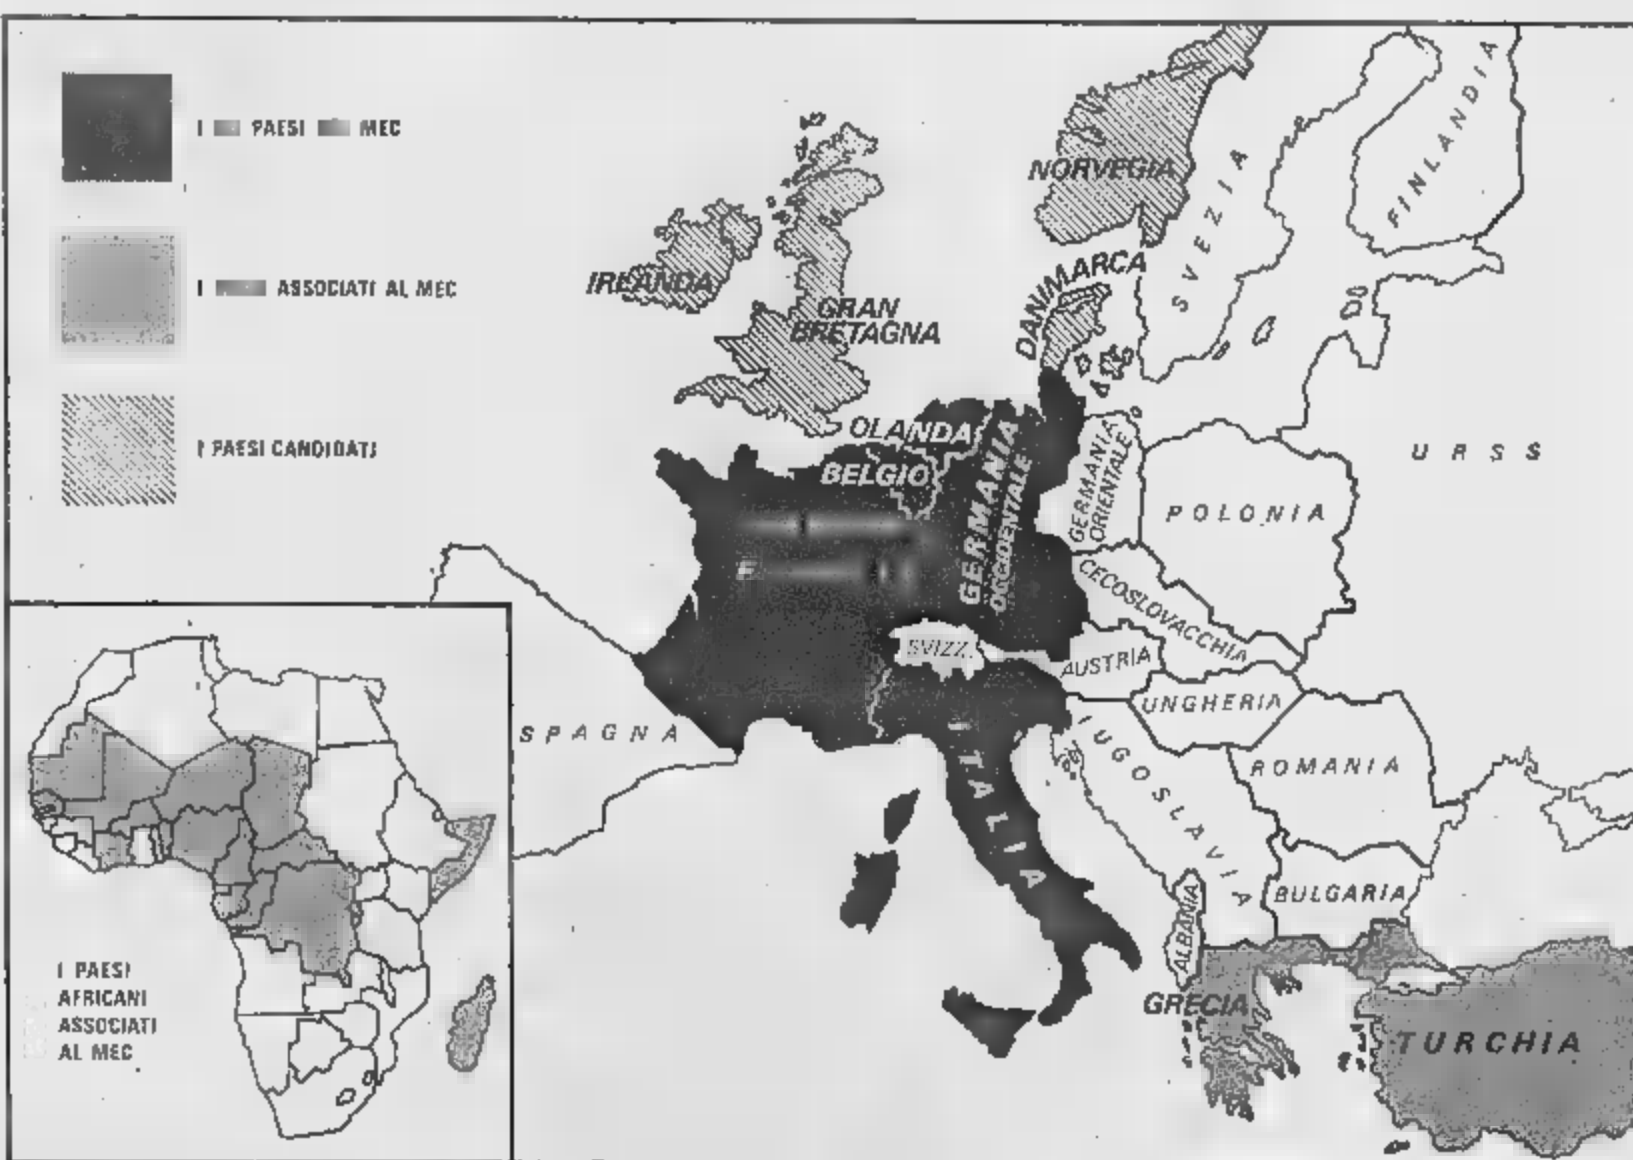 I PAESI MEC
I ASSOCIATI AL MEC
I PAESI CANDIDATI
NORVEGIA
SVEZIA
FINLANDIA
IRLANDA
GRAN
BRETAGNA
DANIMARCA
OLANDA
BELGIO
GERMANIA
OCCIDENTALE
GERMANIA
ORIENTALE
POLONIA
URSS
CECOSLOVACCHIA
SVIZZ.
AUSTRIA
UNGHERIA
SPAGNA
ITALIA
IUGOSLAVIA
ROMANIA
BULGARIA
ALBANIA
GRECIA
TURCHIA
I PAESI
AFRICANI
ASSOCIATI
AL MEC